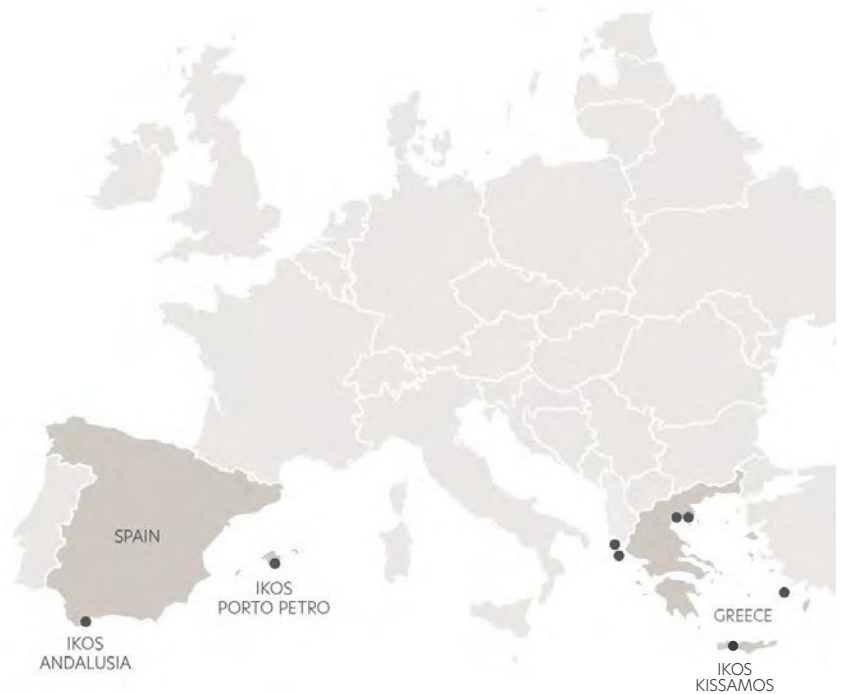 SPAIN
IKOS
PORTO PETRO
IKOS
ANDALUSIA
GREECE
IKOS
KISSAMOS